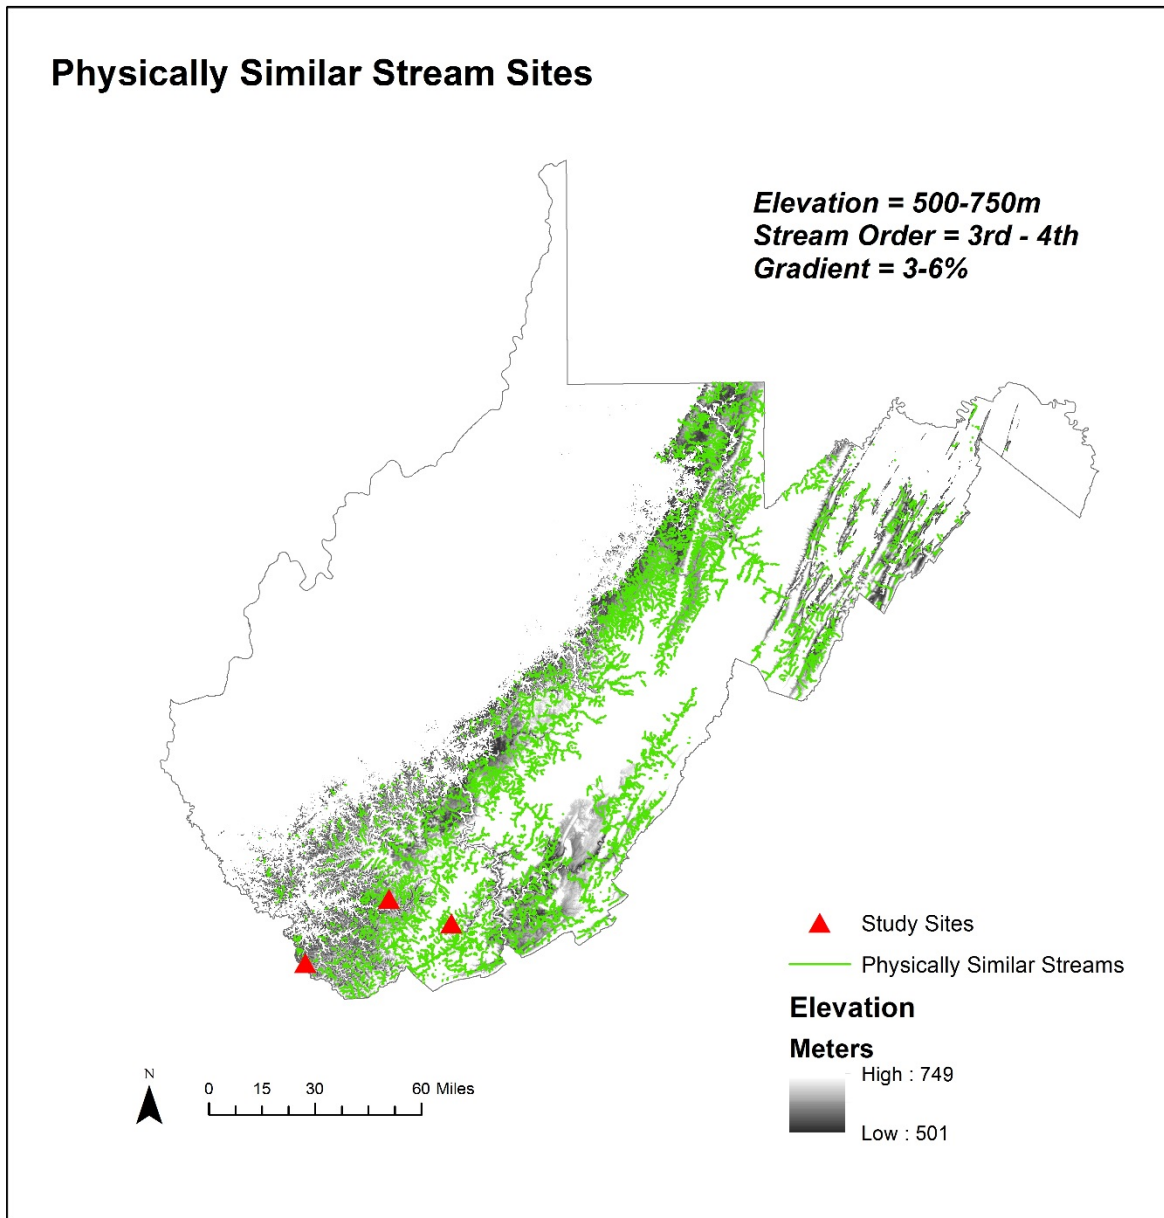 Physically Similar Stream Sites
Elevation = 500-750m
Stream Order = 3rd - 4th
Gradient = 3-6%
Study Sites
Physically Similar Streams
Elevation
Meters
High : 749
Low : 501
N
0 15 30 60 Miles